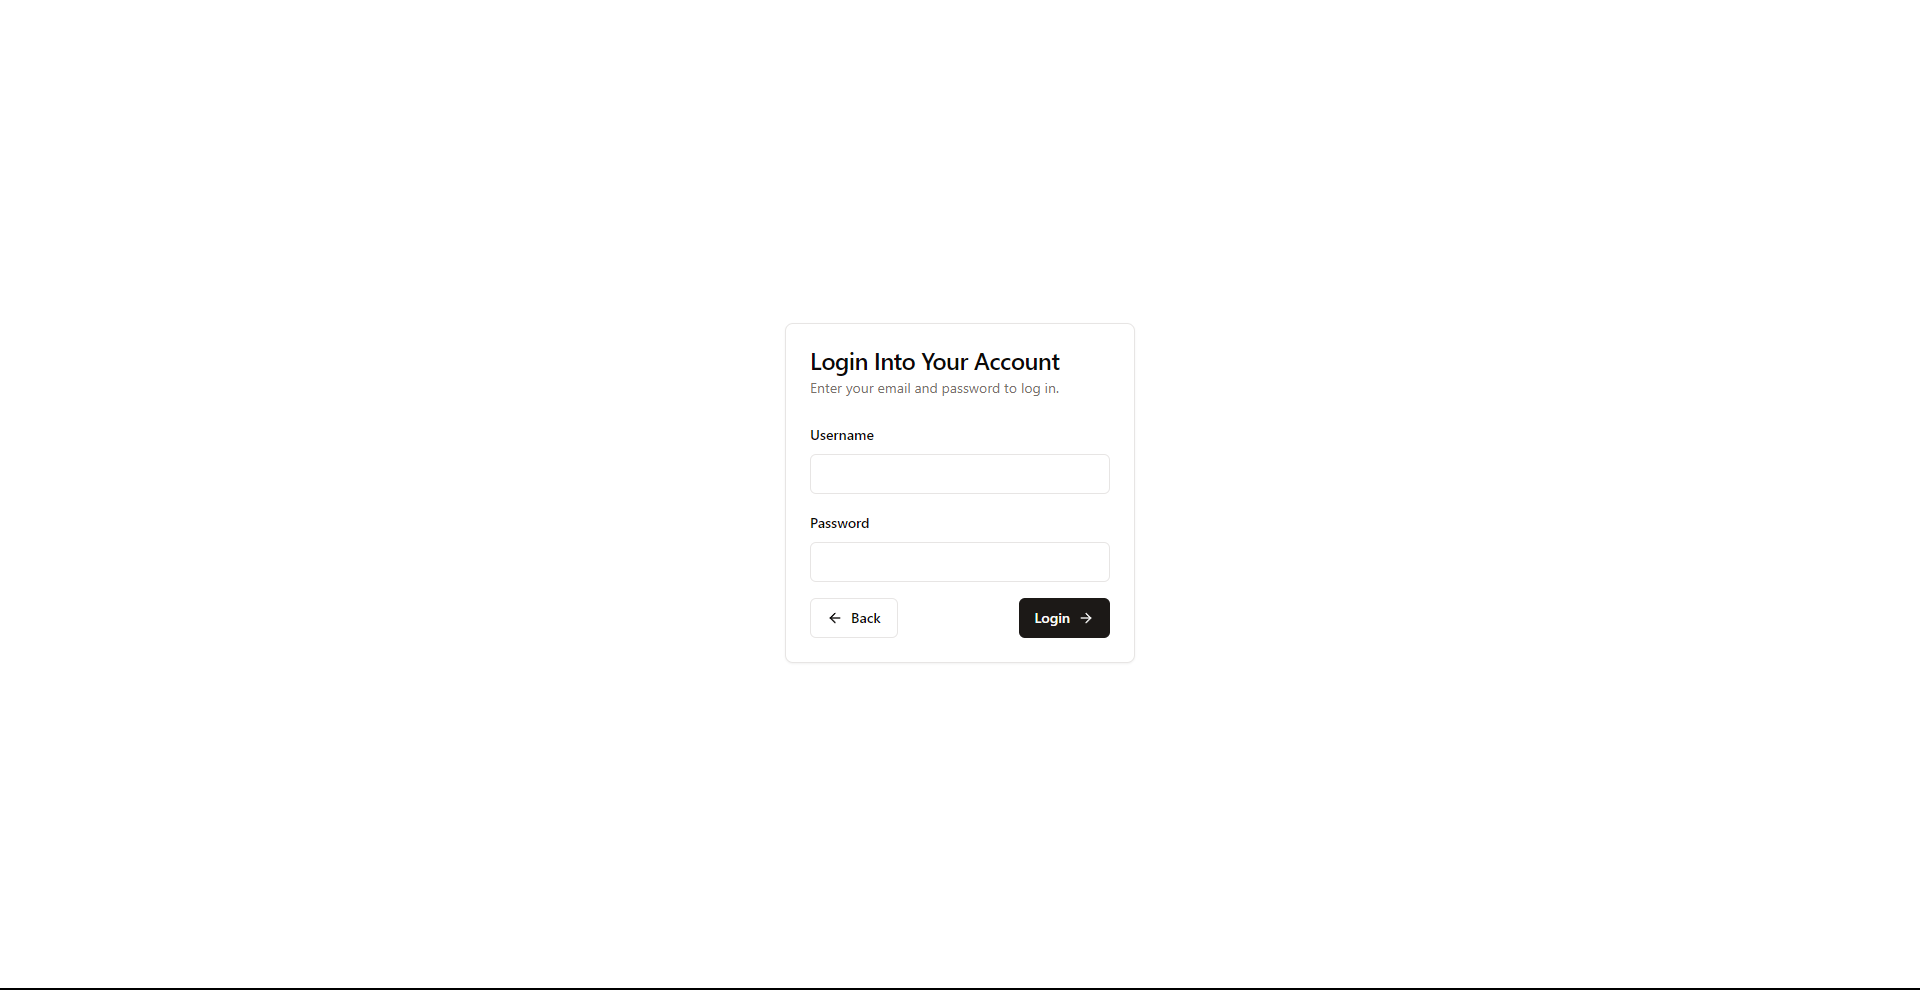 Login Into Your Account
Enter your email and password to log in.
Username
Password
Back
Login